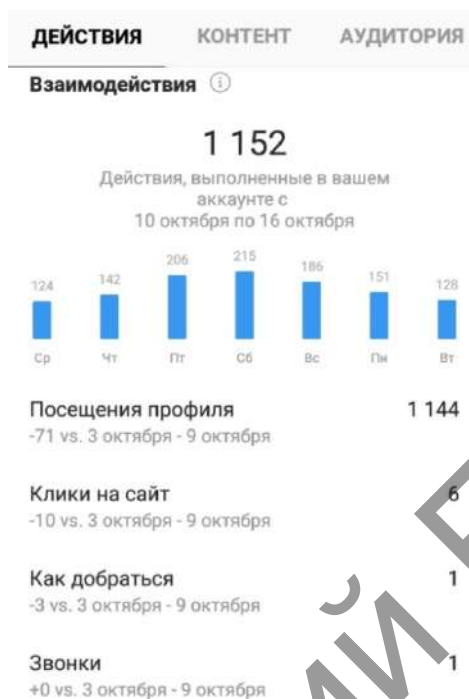 ДЕЙСТВИЯ КОНТЕНТ АУДИТОРИЯ
Взаимодействия
1 152
Действия, выполненные в вашем
аккаунте с
10 октября по 16 октября
124 142 206 215 186 151 128
Ср Чт Пт Сб Вс Пн Вт
Посещения профиля 1 144
-71 vs. 3 октября - 9 октября
Клики на сайт 6
-10 vs. 3 октября - 9 октября
Как добраться 1
-3 vs. 3 октября - 9 октября
Звонки 1
+0 vs. 3 октября - 9 октября